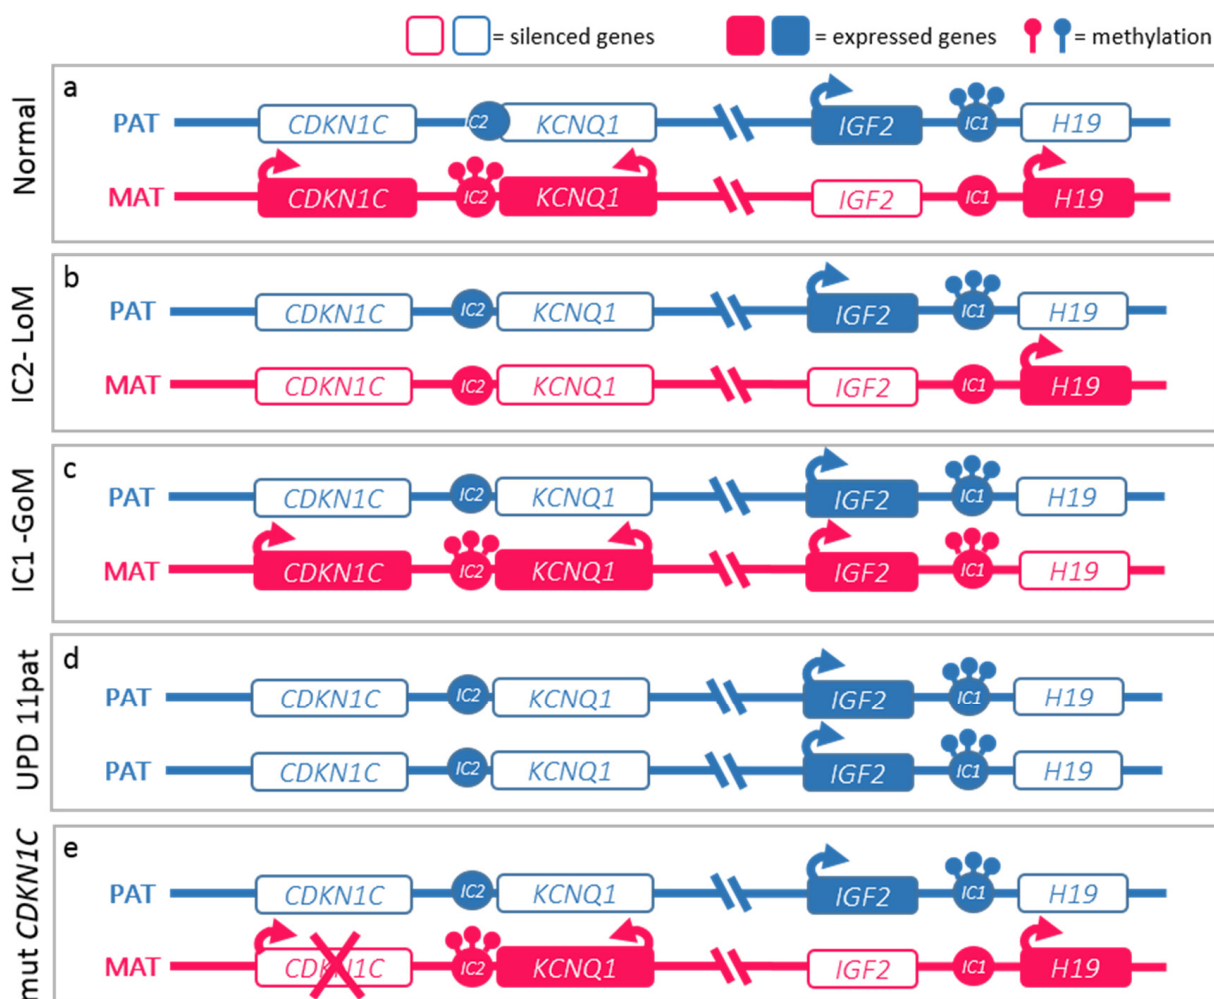 = silenced genes = expressed genes = methylation
Normal
a
PAT CDKN1C IC2 KCNQ1 IGF2 IC1 H19
MAT CDKN1C IC2 KCNQ1 IGF2 IC1 H19
IC2- LoM
b
PAT CDKN1C IC2 KCNQ1 IGF2 IC1 H19
MAT CDKN1C IC2 KCNQ1 IGF2 IC1 H19
IC1 -GoM
c
PAT CDKN1C IC2 KCNQ1 IGF2 IC1 H19
MAT CDKN1C IC2 KCNQ1 IGF2 IC1 H19
UPD 11pat
d
PAT CDKN1C IC2 KCNQ1 IGF2 IC1 H19
PAT CDKN1C IC2 KCNQ1 IGF2 IC1 H19
mut CDKN1C
e
PAT CDKN1C IC2 KCNQ1 IGF2 IC1 H19
MAT CDKN1C IC2 KCNQ1 IGF2 IC1 H19